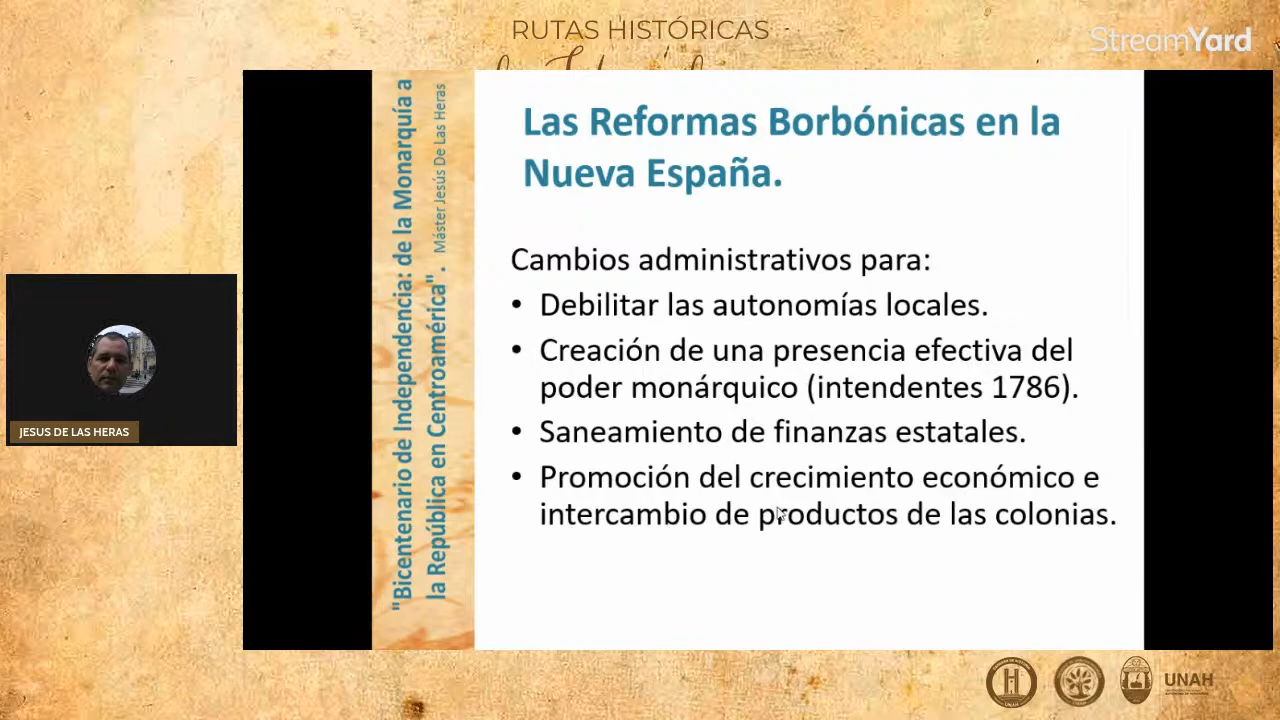 RUTAS HISTÓRICAS
StreamYard
"Bicentenario de Independencia: de la Monarquía a
la República en Centroamérica". Máster Jesús De Las Heras
Las Reformas Borbónicas en la
Nueva España.
Cambios administrativos para:
• Debilitar las autonomías locales.
• Creación de una presencia efectiva del
poder monárquico (intendentes 1786).
• Saneamiento de finanzas estatales.
• Promoción del crecimiento económico e
intercambio de productos de las colonias.
JESUS DE LAS HERAS
UNAH